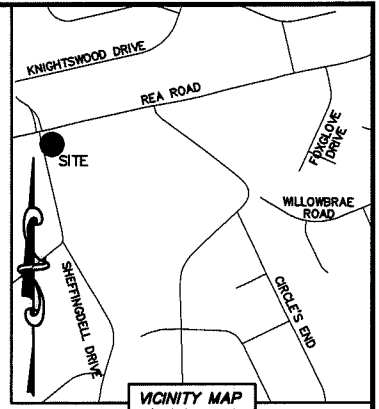 KNIGHTSWOOD DRIVE
REA ROAD
FOXGLOVE
DRIVE
SITE
WILLOWBRAE
ROAD
SHEFFINGDELL DRIVE
CIRCLE'S END
VICINITY MAP